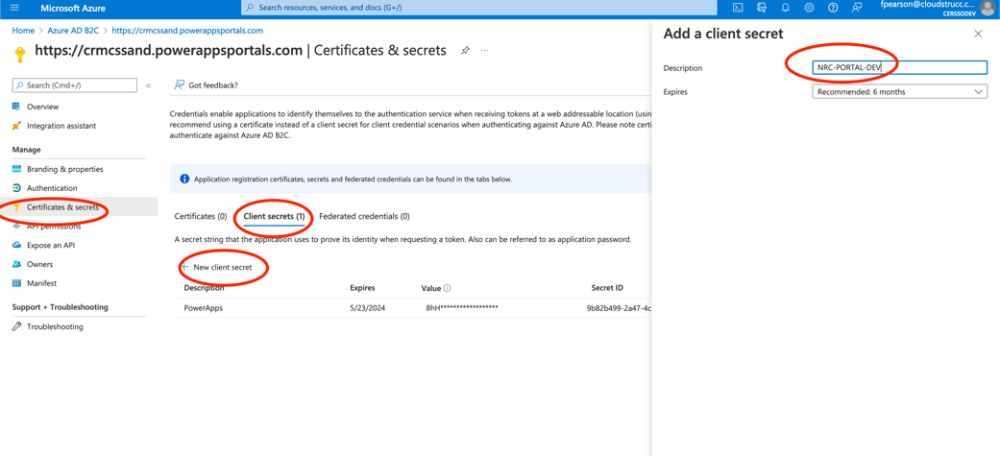 Microsoft Azure
Search resources, services, and docs (G+/)
fpearson@cloudstrucc.c...
CERSSODEV
Home > Azure AD B2C > https://crmcssand.powerappsportals.com
https://crmcssand.powerappsportals.com | Certificates & secrets
...
Search (Cmd+/)
«
Overview
Integration assistant
Manage
Branding & properties
Authentication
Certificates & secrets
API permissions
Expose an API
Owners
Manifest
Support + Troubleshooting
Troubleshooting
Got feedback?
Credentials enable applications to identify themselves to the authentication service when receiving tokens at a web addressable location (usin
recommend using a certificate instead of a client secret for client credential scenarios when authenticating against Azure AD. Please note certi
authenticate against Azure AD B2C.
Application registration certificates, secrets and federated credentials can be found in the tabs below.
Certificates (0) Client secrets (1) Federated credentials (0)
A secret string that the application uses to prove its identity when requesting a token. Also can be referred to as application password.
+ New client secret
Description Expires Value Secret ID
PowerApps 5/23/2024 8hH****************** 9b82b499-2a47-4c
Add a client secret
Description NRC-PORTAL-DEV
Expires Recommended: 6 months